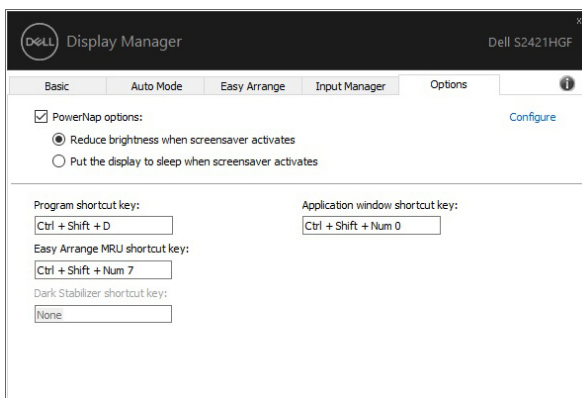 DELL Display Manager
Dell S2421HGF
x
Basic
Auto Mode
Easy Arrange
Input Manager
Options
i
PowerNap options:
Configure
Reduce brightness when screensaver activates
Put the display to sleep when screensaver activates
Program shortcut key:
Application window shortcut key:
Ctrl + Shift + D
Ctrl + Shift + Num 0
Easy Arrange MRU shortcut key:
Ctrl + Shift + Num 7
Dark Stabilizer shortcut key:
None